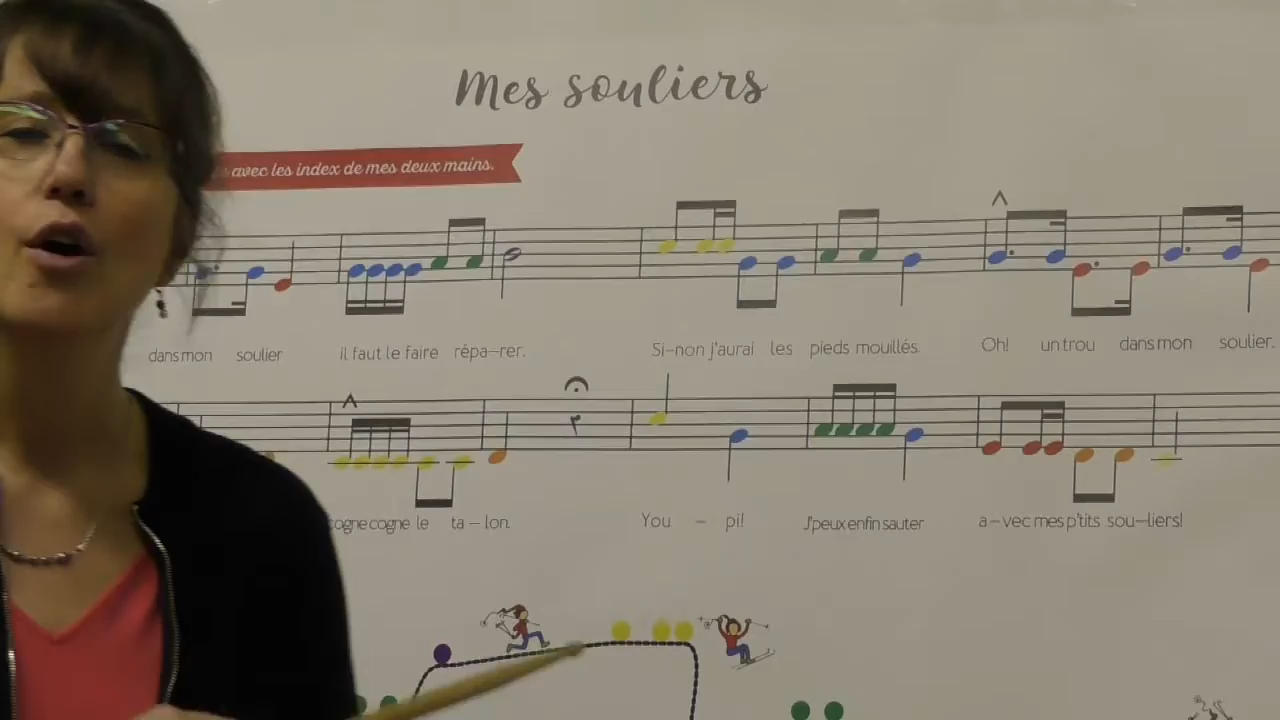 Mes souliers
avec les index de mes deux mains.
dans mon soulier il faut le faire répa–rer. Si–non j'aurai les pieds mouillés. Oh! un trou dans mon soulier.
cogne cogne le ta – lon. You – pi! J'peux enfin sauter a–vec mes p'tits sou–liers!